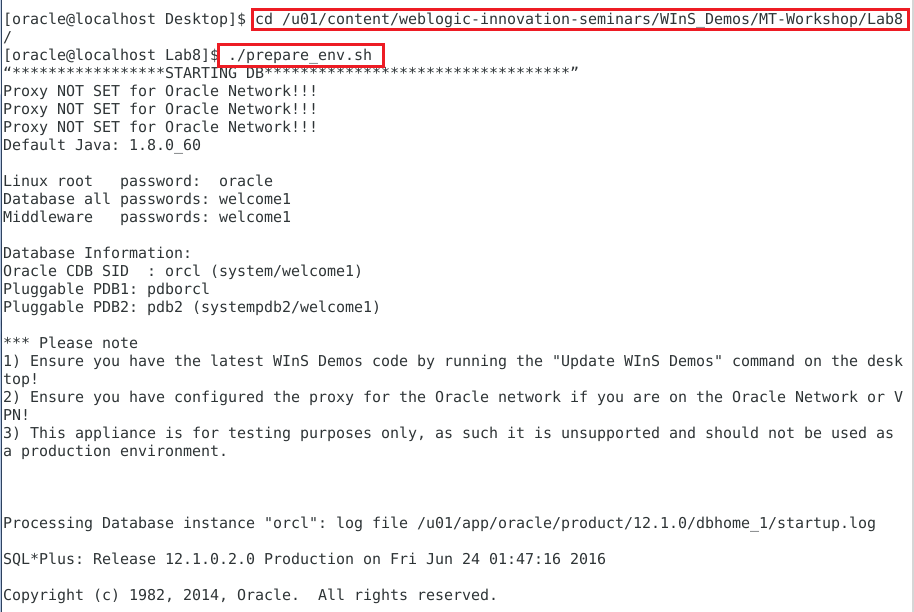 [oracle@localhost Desktop]$ cd /u01/content/weblogic-innovation-seminars/WInS_Demos/MT-Workshop/Lab8
/
[oracle@localhost Lab8]$ ./prepare_env.sh
“*****************STARTING DB**********************************”
Proxy NOT SET for Oracle Network!!!
Proxy NOT SET for Oracle Network!!!
Proxy NOT SET for Oracle Network!!!
Default Java: 1.8.0_60
Linux root   password:  oracle
Database all passwords: welcome1
Middleware   passwords: welcome1
Database Information:
Oracle CDB SID  : orcl (system/welcome1)
Pluggable PDB1: pdborcl
Pluggable PDB2: pdb2 (systempdb2/welcome1)
*** Please note
1) Ensure you have the latest WInS Demos code by running the "Update WInS Demos" command on the desk
top!
2) Ensure you have configured the proxy for the Oracle network if you are on the Oracle Network or V
PN!
3) This appliance is for testing purposes only, as such it is unsupported and should not be used as
a production environment.
Processing Database instance "orcl": log file /u01/app/oracle/product/12.1.0/dbhome_1/startup.log
SQL*Plus: Release 12.1.0.2.0 Production on Fri Jun 24 01:47:16 2016
Copyright (c) 1982, 2014, Oracle.  All rights reserved.